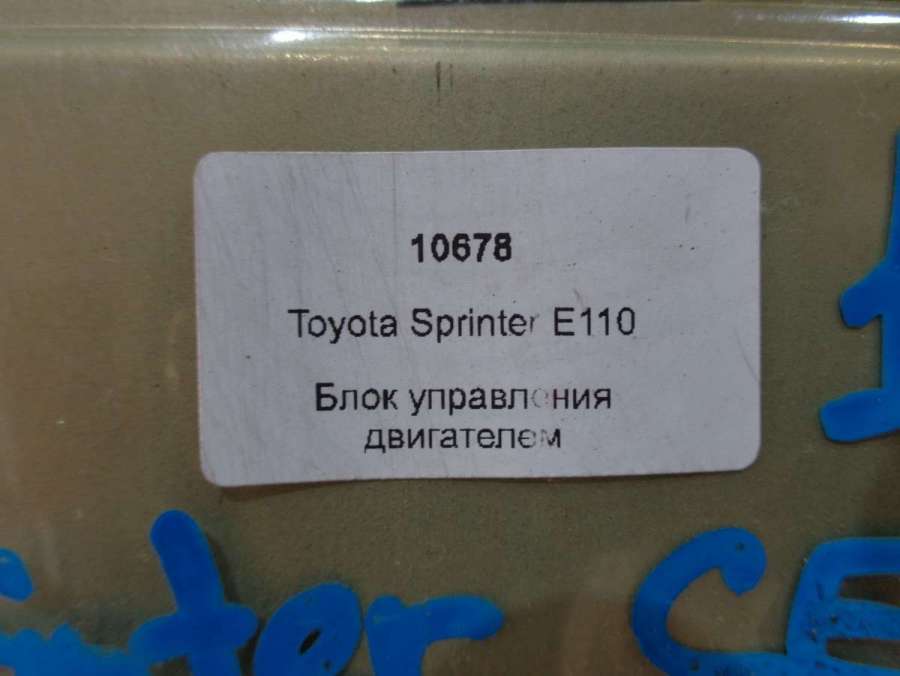 10678
Toyota Sprinter E110
Блок управления
двигателем